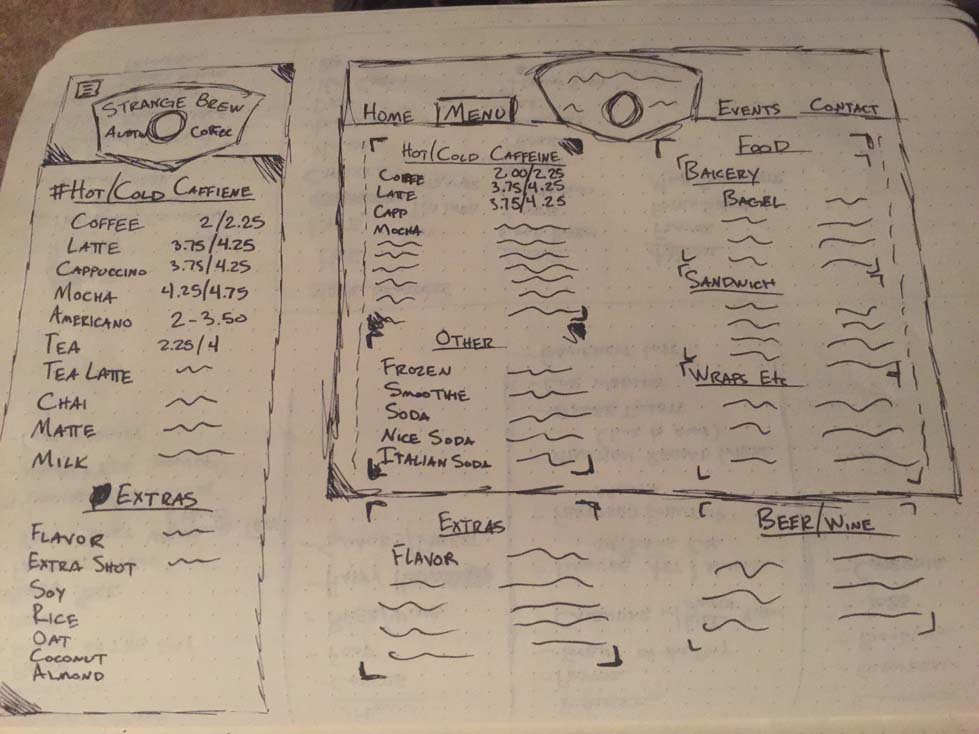 STRANGE BREW
AUSTIN COFFEE
#HOT/COLD CAFFIENE
COFFEE 2/2.25
LATTE 3.75/4.25
CAPPUCCINO 3.75/4.25
MOCHA 4.25/4.75
AMERICANO 2-3.50
TEA 2.25/4
TEA LATTE
CHAI
MATTE
MILK
EXTRAS
FLAVOR
EXTRA SHOT
SOY
RICE
OAT
COCONUT
ALMOND
HOME MENU EVENTS CONTACT
HOT/COLD CAFFEINE
COFFEE 2.00/2.25
LATE 3.75/4.25
CAPP 3.75/4.25
MOCHA
OTHER
FROZEN
SMOOTHIE
SODA
NICE SODA
ITALIAN SODA
FOOD
BAKERY
BAGEL
SANDWICH
WRAPS ETC
EXTRAS
FLAVOR
BEER/WINE